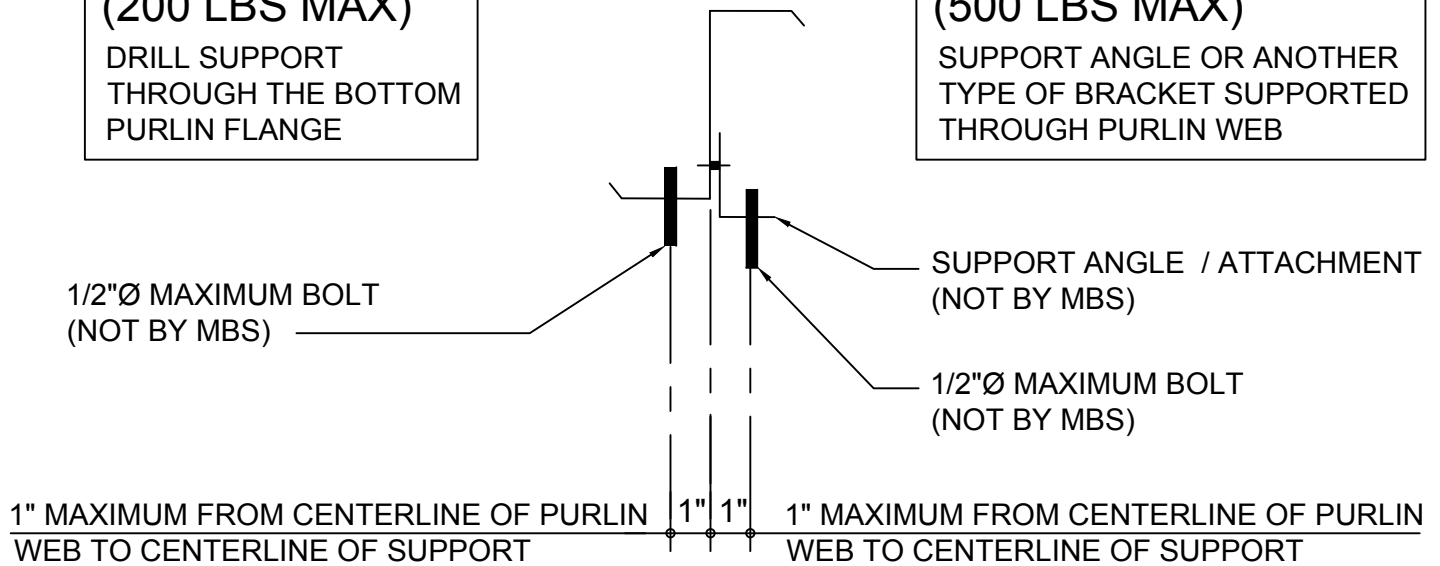 (200 LBS MAX)
DRILL SUPPORT
THROUGH THE BOTTOM
PURLIN FLANGE
(500 LBS MAX)
SUPPORT ANGLE OR ANOTHER
TYPE OF BRACKET SUPPORTED
THROUGH PURLIN WEB
1/2"Ø MAXIMUM BOLT
(NOT BY MBS)
SUPPORT ANGLE / ATTACHMENT
(NOT BY MBS)
1/2"Ø MAXIMUM BOLT
(NOT BY MBS)
1" MAXIMUM FROM CENTERLINE OF PURLIN
WEB TO CENTERLINE OF SUPPORT
1"
1"
1" MAXIMUM FROM CENTERLINE OF PURLIN
WEB TO CENTERLINE OF SUPPORT